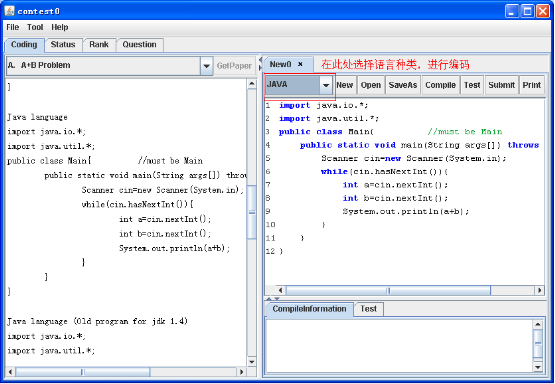 contest0
File Tool Help
Coding Status Rank Question
A. A+B Problem
GetPaper
}
Java language
import java.io.*;
import java.util.*;
public class Main{ //must be Main
public static void main(String args[]) throw
Scanner cin=new Scanner(System.in);
while(cin.hasNextInt()){
int a=cin.nextInt();
int b=cin.nextInt();
System.out.println(a+b);
}
}
}
Java language (Old program for jdk 1.4)
import java.io.*;
import java.util.*;
New0 ×
在此处选择语言种类，进行编码
JAVA New Open SaveAs Compile Test Submit Print
1 import java.io.*;
2 import java.util.*;
3 public class Main{ //must be Main
4 public static void main(String args[]) throws
5 Scanner cin=new Scanner(System.in);
6 while(cin.hasNextInt()){
7 int a=cin.nextInt();
8 int b=cin.nextInt();
9 System.out.println(a+b);
10 }
11 }
12 }
CompileInformation Test